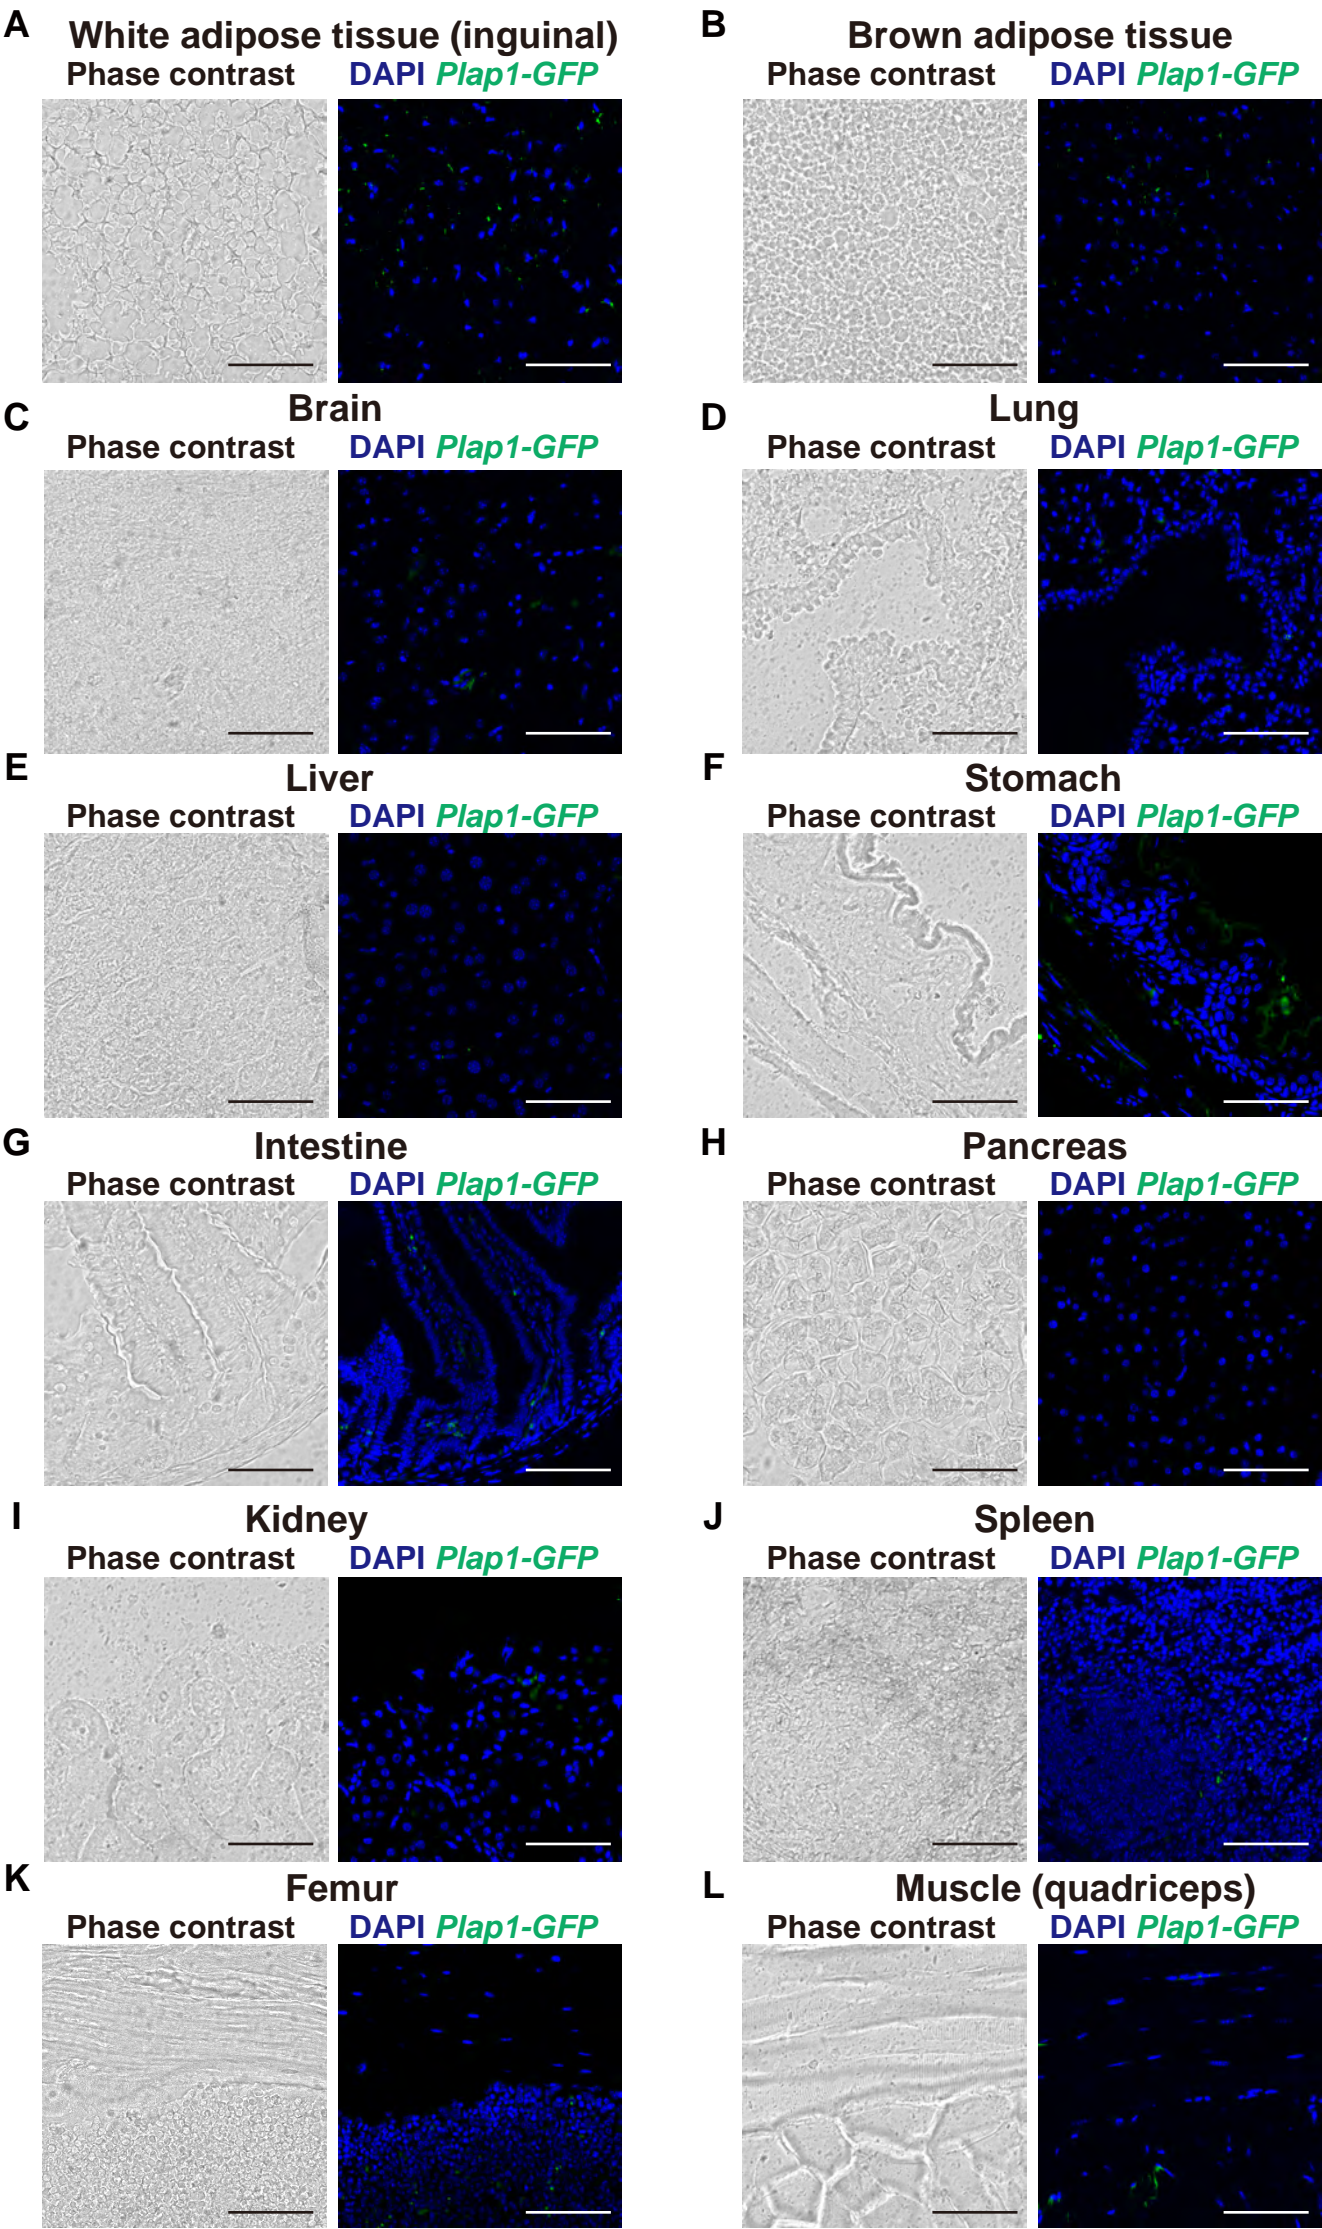 A White adipose tissue (inguinal)
Phase contrast DAPI Plap1-GFP
B Brown adipose tissue
Phase contrast DAPI Plap1-GFP
C Brain
Phase contrast DAPI Plap1-GFP
D Lung
Phase contrast DAPI Plap1-GFP
E Liver
Phase contrast DAPI Plap1-GFP
F Stomach
Phase contrast DAPI Plap1-GFP
G Intestine
Phase contrast DAPI Plap1-GFP
H Pancreas
Phase contrast DAPI Plap1-GFP
I Kidney
Phase contrast DAPI Plap1-GFP
J Spleen
Phase contrast DAPI Plap1-GFP
K Femur
Phase contrast DAPI Plap1-GFP
L Muscle (quadriceps)
Phase contrast DAPI Plap1-GFP